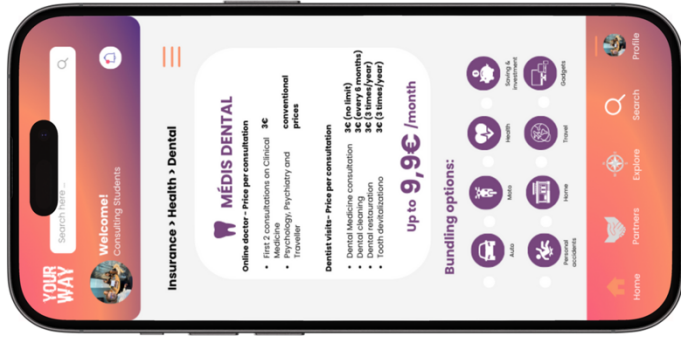 YOUR
WAY
Search here ...
Welcome!
Consulting Students
Insurance > Health > Dental
MÉDIS DENTAL
Online doctor - Price per consultation
• First 2 consultations on Clinical Medicine 3€
• Psychology, Psychiatry and Traveller conventional prices
Dentist visits- Price per consultation
• Dental Medicine consultation 3€ (no limit)
• Dental cleaning 3€ (every 6 months)
• Dental restauration 3€ (3 times/year)
• Tooth devitalizationo 3€ (3 times/year)
Up to 9,9€ /month
Bundling options:
Auto
Moto
Health
Saving & investment
Personal accidents
Home
Travel
Gadgets
Home
Partners
Explore
Search
Profile